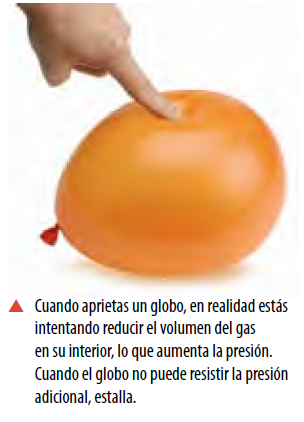 Cuando aprietas un globo, en realidad estás
intentando reducir el volumen del gas
en su interior, lo que aumenta la presión.
Cuando el globo no puede resistir la presión
adicional, estalla.